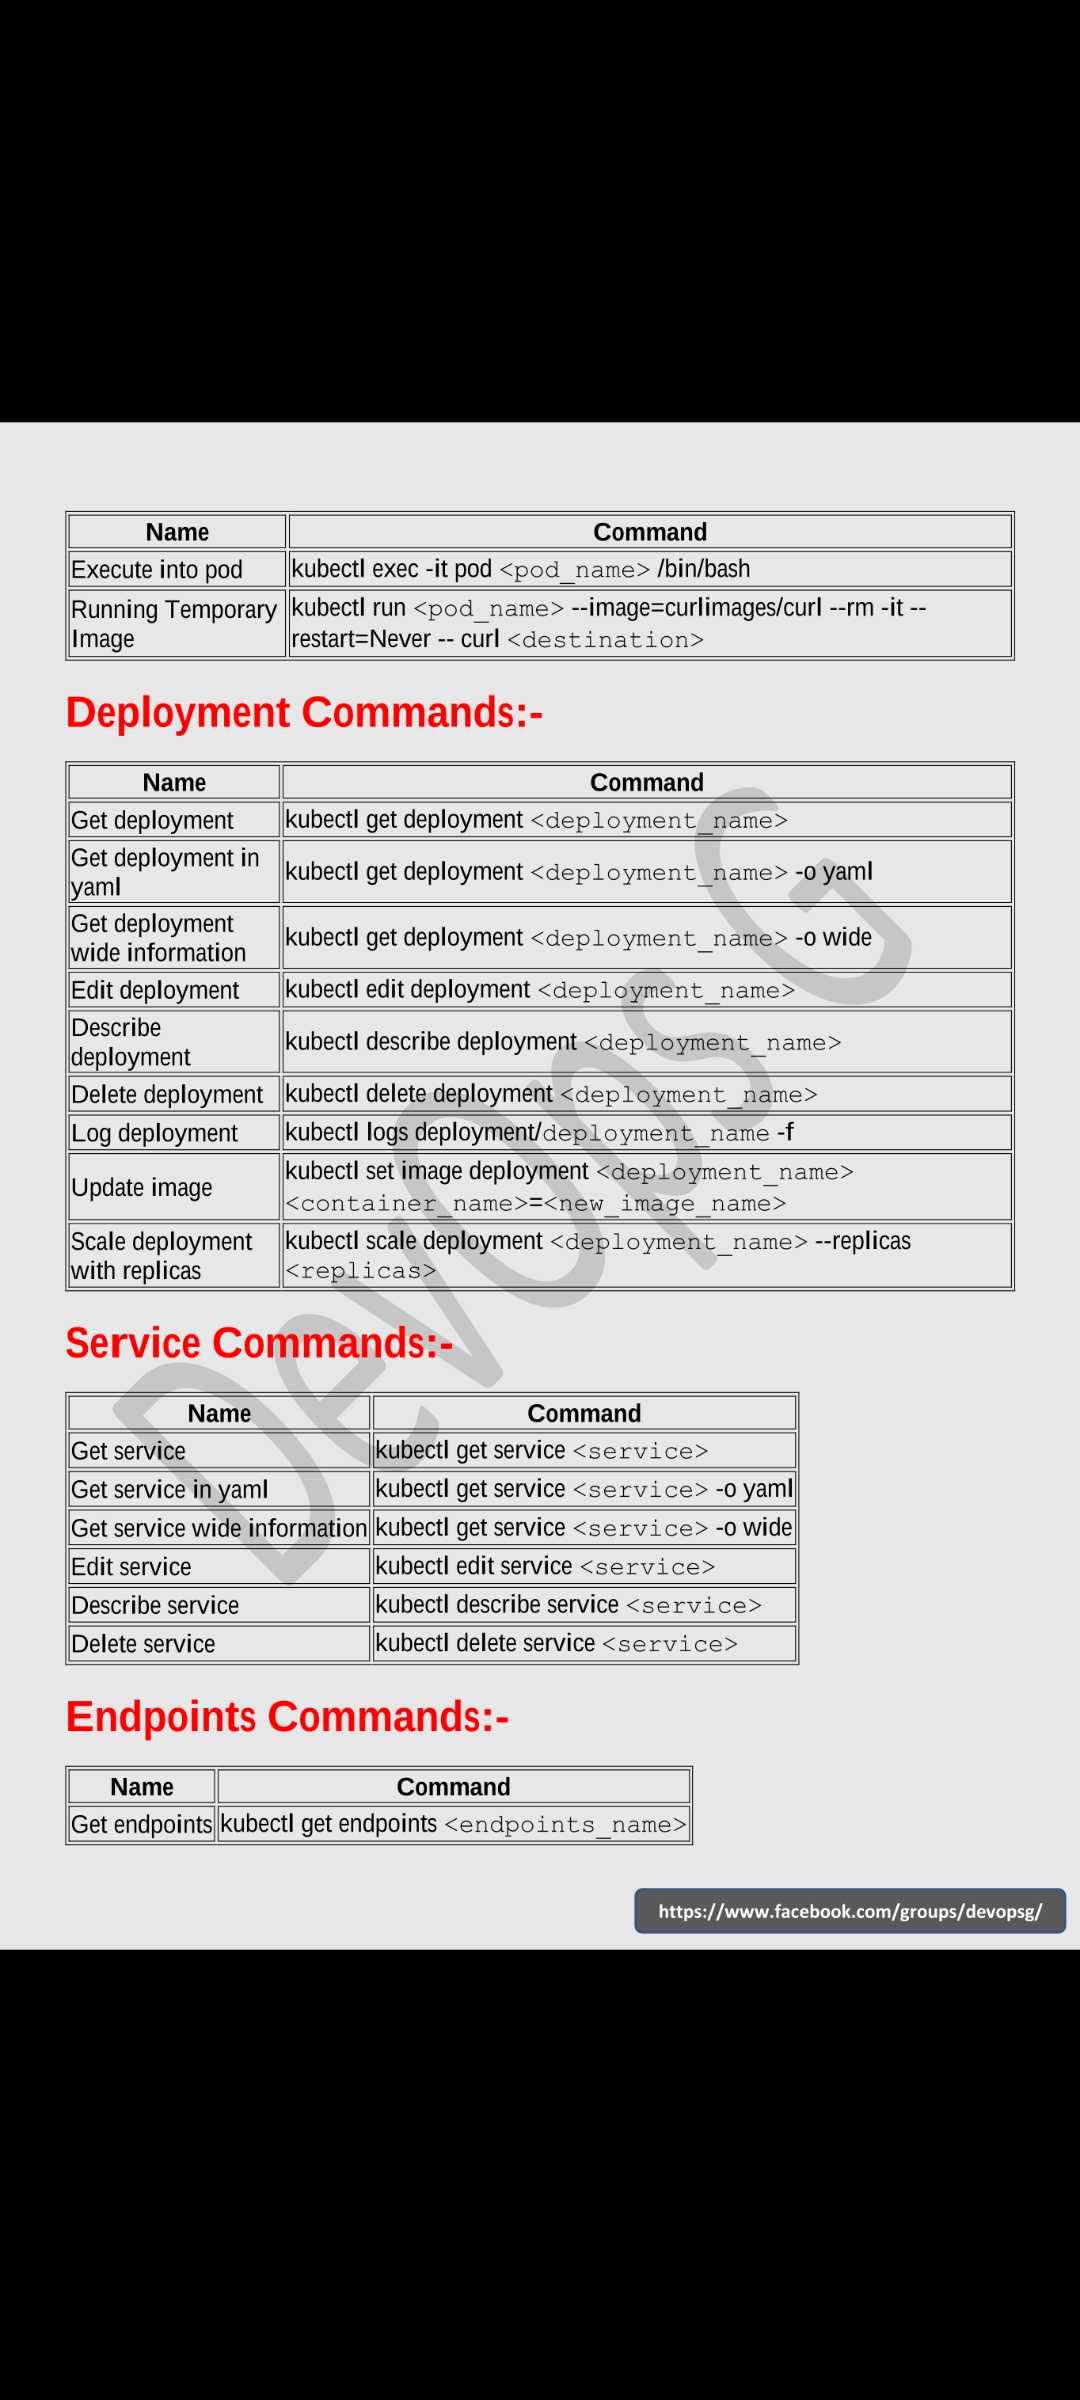 Name Command
Execute into pod kubectl exec -it pod <pod_name> /bin/bash
Running Temporary Image kubectl run <pod_name> --image=curlimages/curl --rm -it --
restart=Never -- curl <destination>
Deployment Commands:-
Name Command
Get deployment kubectl get deployment <deployment_name>
Get deployment in
yaml kubectl get deployment <deployment_name> -o yaml
Get deployment
wide information kubectl get deployment <deployment_name> -o wide
Edit deployment kubectl edit deployment <deployment_name>
Describe
deployment kubectl describe deployment <deployment_name>
Delete deployment kubectl delete deployment <deployment_name>
Log deployment kubectl logs deployment/deployment_name -f
Update image kubectl set image deployment <deployment_name>
<container_name>=<new_image_name>
Scale deployment
with replicas kubectl scale deployment <deployment_name> --replicas
<replicas>
Service Commands:-
Name Command
Get service kubectl get service <service>
Get service in yaml kubectl get service <service> -o yaml
Get service wide information kubectl get service <service> -o wide
Edit service kubectl edit service <service>
Describe service kubectl describe service <service>
Delete service kubectl delete service <service>
Endpoints Commands:-
Name Command
Get endpoints kubectl get endpoints <endpoints_name>
DevOps G
https://www.facebook.com/groups/devopsg/